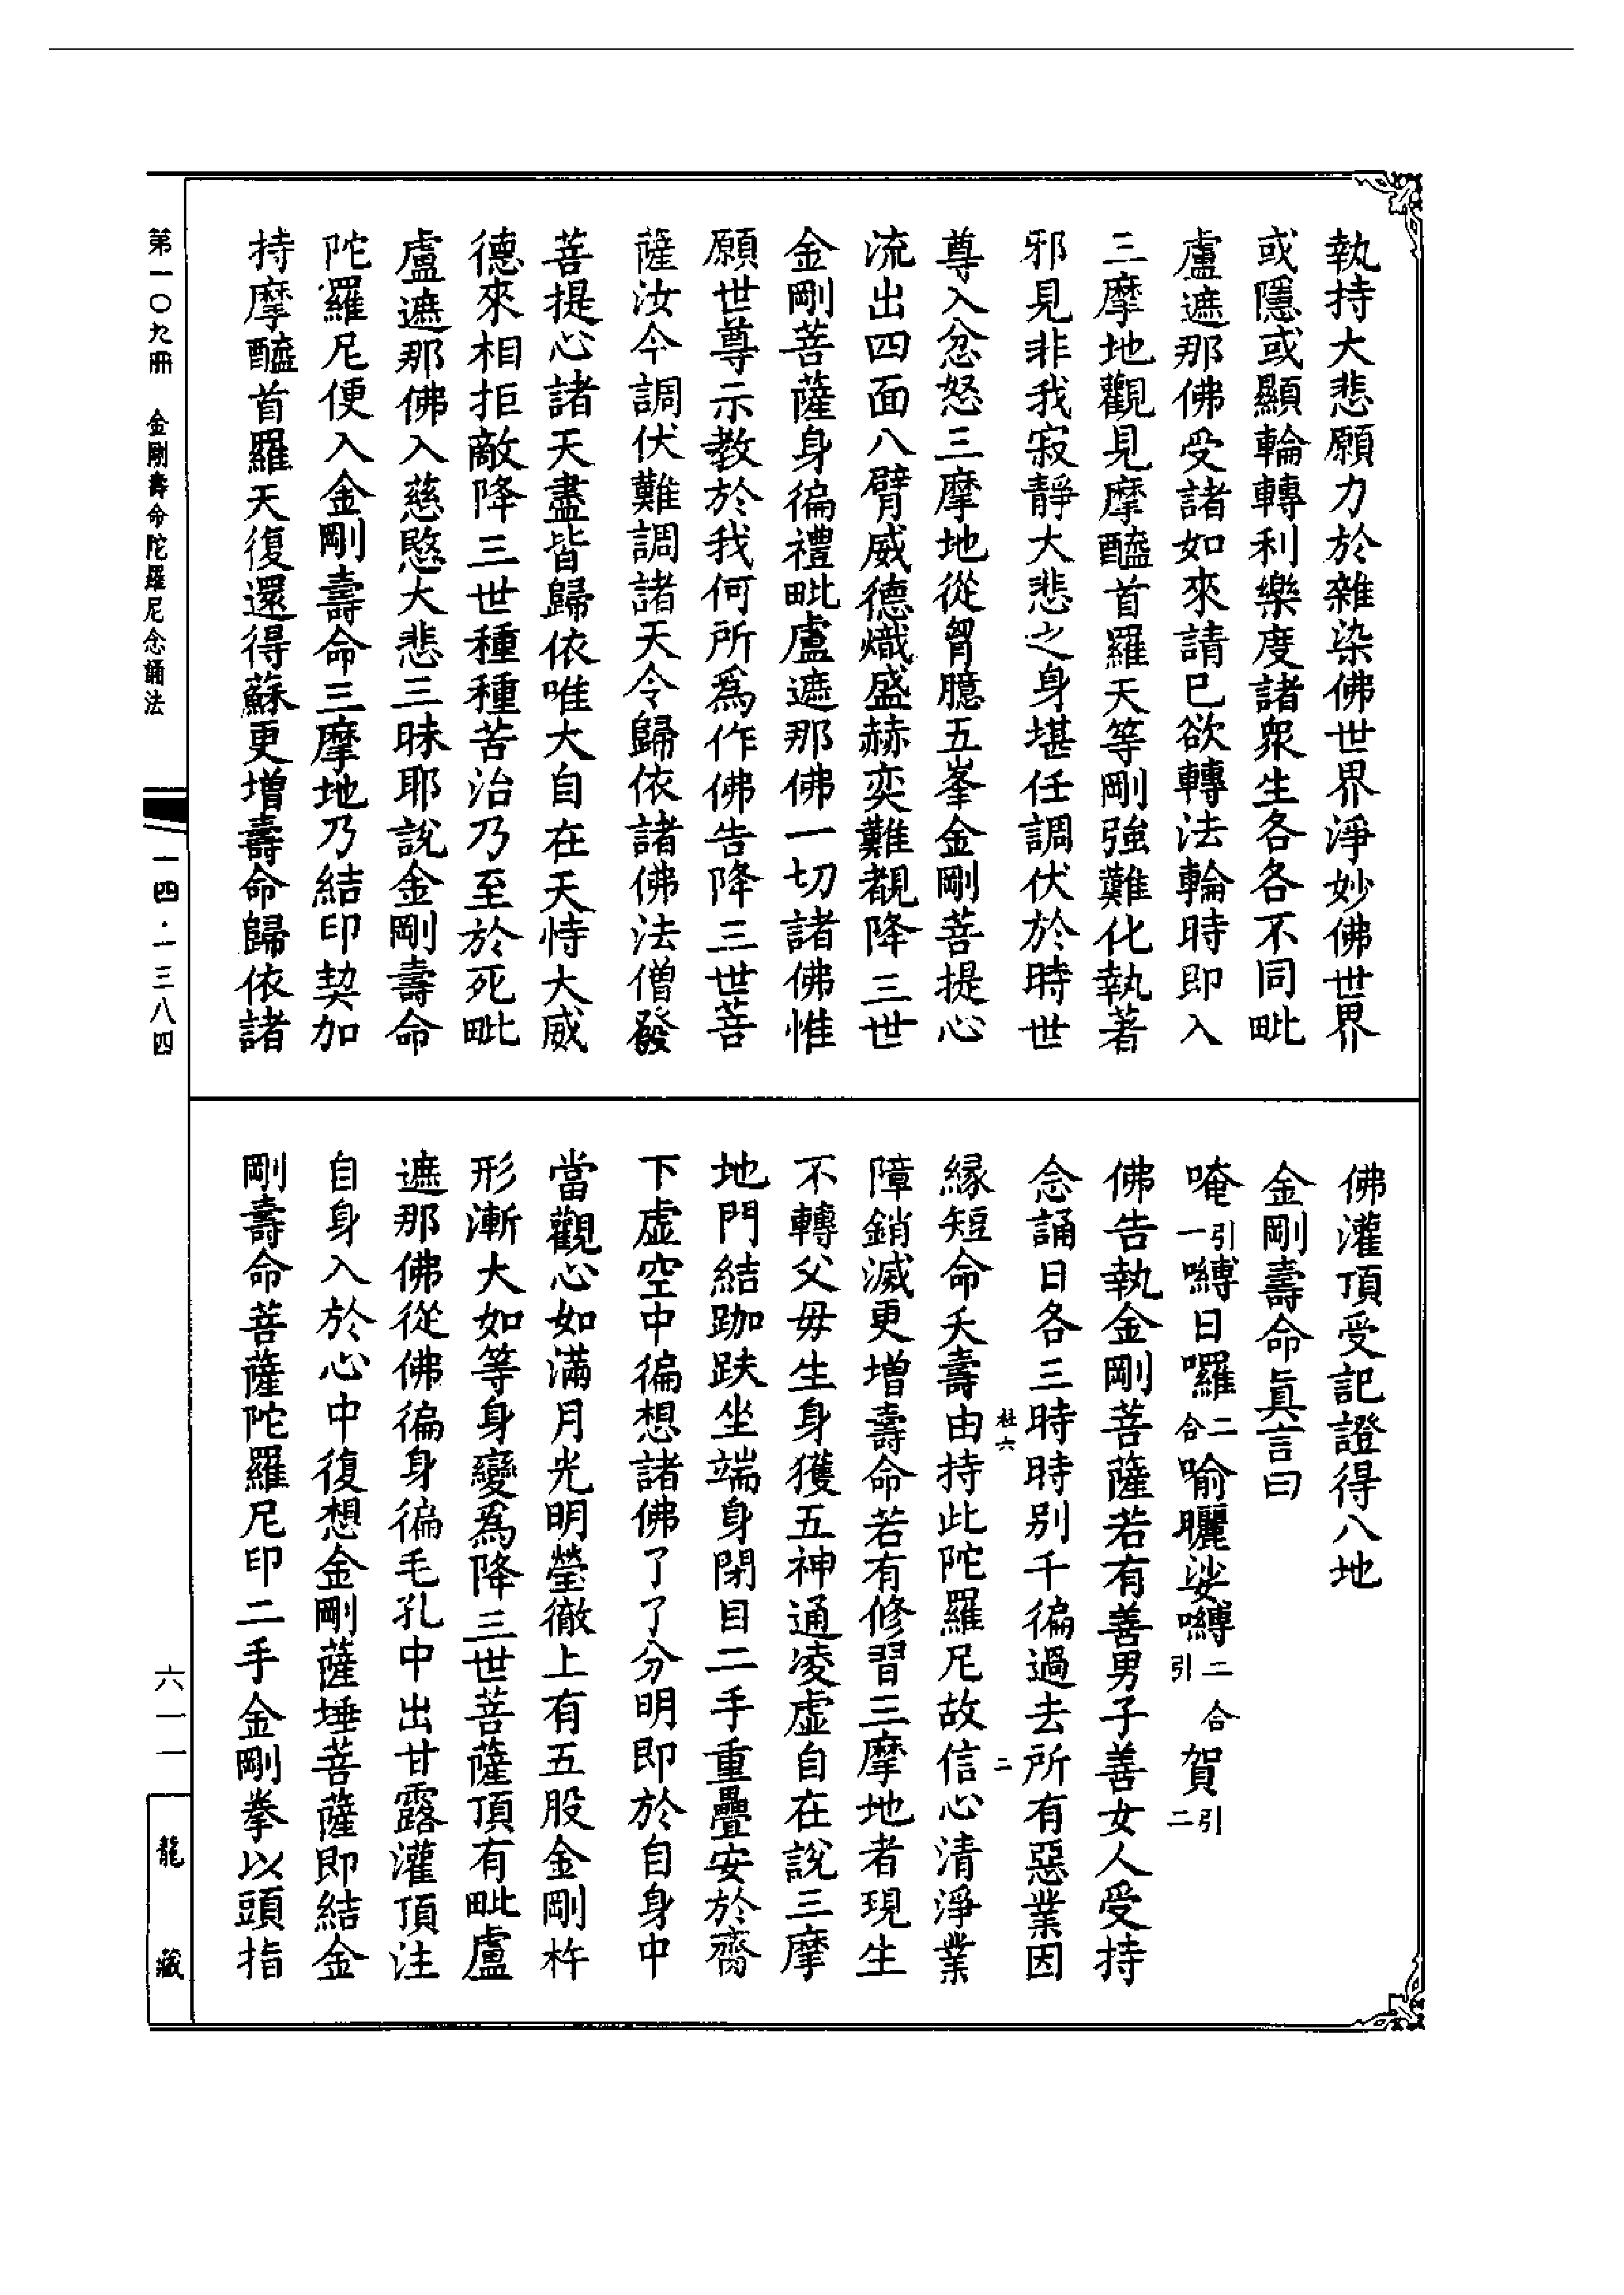 執持大悲願力於雜染佛世界淨妙佛世界
或隱或顯輪轉利樂度諸衆生各各不同毗
盧遮那佛受諸如來請已欲轉法輪時即入
三摩地觀見摩醯首羅天等剛強難化執著
邪見非我寂靜大悲之身堪任調伏於時世
尊入忿怒三摩地從胷臆五峯金剛菩提心
流出四面八臂威德熾盛赫奕難覩降三世
金剛菩薩身徧禮毗盧遮那佛一切諸佛惟
願世尊示教於我何所爲作佛告降三世菩
薩汝今調伏難調諸天令歸依諸佛法僧發
菩提心諸天盡皆歸依唯大自在天恃大威
德來相拒敵降三世種種苦治乃至於死毗
盧遮那佛入慈愍大悲三昧耶說金剛壽命
陀羅尼便入金剛壽命三摩地乃結印契加
持摩醯首羅天復還得蘇更增壽命歸依諸
佛灌頂受記證得八地
金剛壽命眞言曰
唵引一嚩日囉二合喻曬娑嚩二合引賀引二
佛告執金剛菩薩若有善男子善女人受持
念誦日各三時時別千徧過去所有惡業因
緣短命夭壽由持此陀羅尼故信心清淨業
障銷滅更增壽命若有修習三摩地者現生
不轉父母生身獲五神通凌虛自在說三摩
地門結跏趺坐端身閉目二手重疊安於齊
下虛空中徧想諸佛了了分明即於自身中
當觀心如滿月光明瑩徹上有五股金剛杵
形漸大如等身變爲降三世菩薩頂有毗盧
遮那佛從佛徧身徧毛孔中出甘露灌頂注
自身入於心中復想金剛薩埵菩薩即結金
剛壽命菩薩陀羅尼印二手金剛拳以頭指
杜六
二
第一〇九冊　金剛壽命陀羅尼念誦法
一四·一三八四
六一一
龍藏